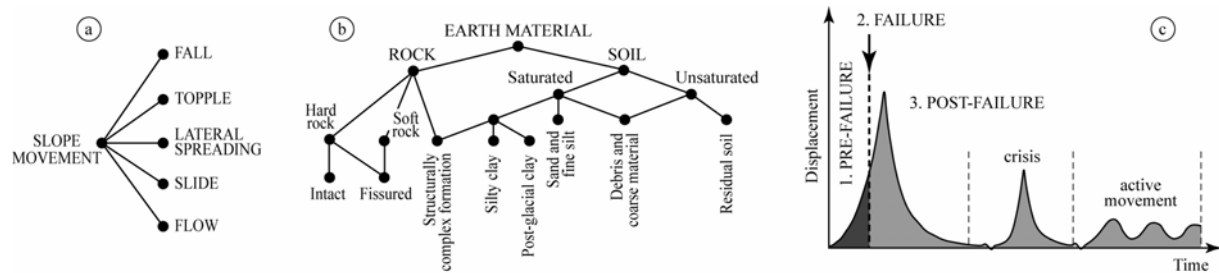 a
SLOPE
MOVEMENT
FALL
TOPPLE
LATERAL
SPREADING
SLIDE
FLOW
b
EARTH MATERIAL
ROCK
SOIL
Saturated
Unsaturated
Hard
rock
Soft
rock
Intact
Fissured
Structurally
complex formation
Silty clay
Post-glacial clay
Sand and
fine silt
Debris and
coarse material
Residual soil
c
2. FAILURE
Displacement
1. PRE-FAILURE
3. POST-FAILURE
crisis
active
movement
Time